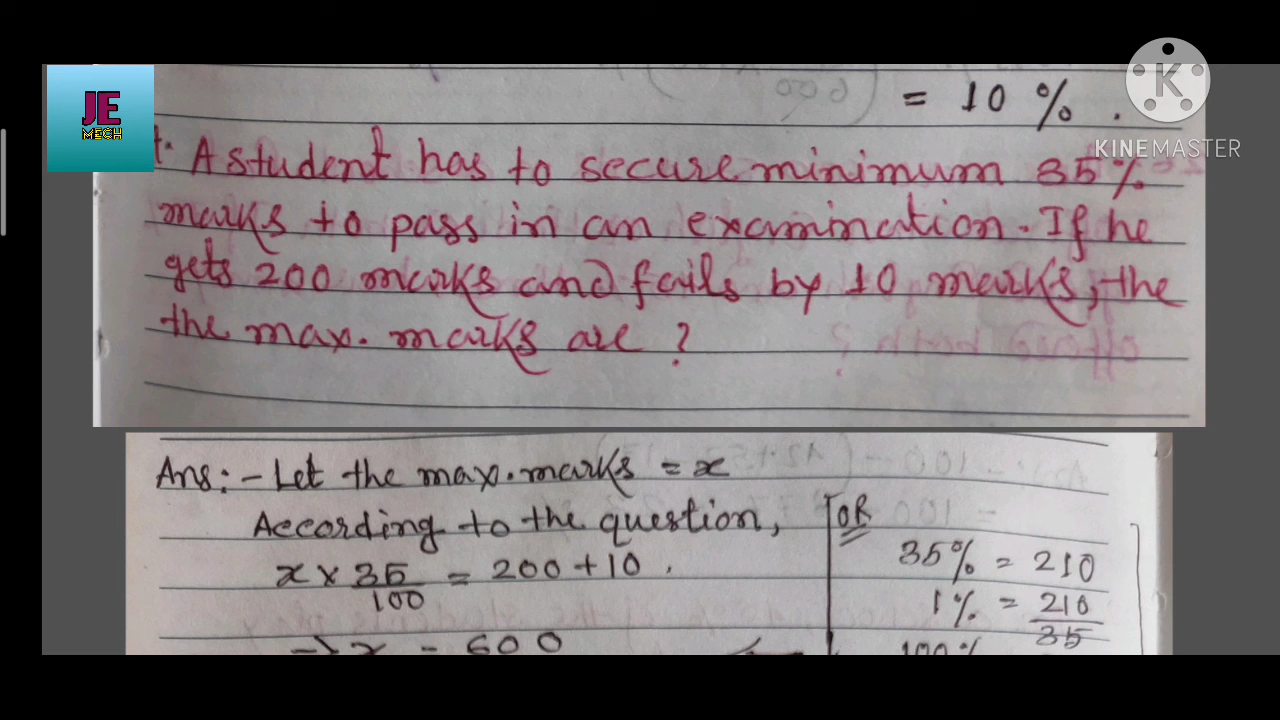 = 10 % .
JE
MECH
KINEMASTER
A student has to secure minimum 35%
marks to pass in an examination. If he
gets 200 marks and fails by 10 marks, the
the max. marks are ?
Ans:- Let the max. marks = x
According to the question,
x × 35/100 = 200 + 10 .
→ x = 600
OR
35% = 210
1% = 210/35
100%